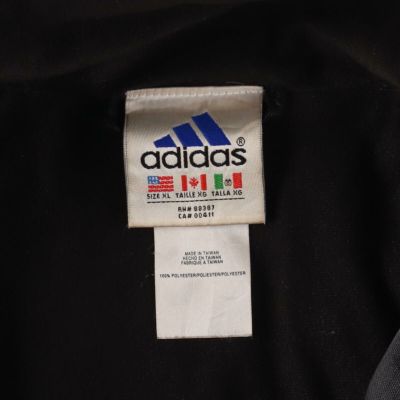 adidas®
SIZE XL TAILLE XG TALLA XG
RN# 88387
CA# 00411
MADE IN TAIWAN
HECHO EN TAIWAN
FABRIQUE A TAIWAN
100% POLYESTER/POLIESTER/POLYESTER